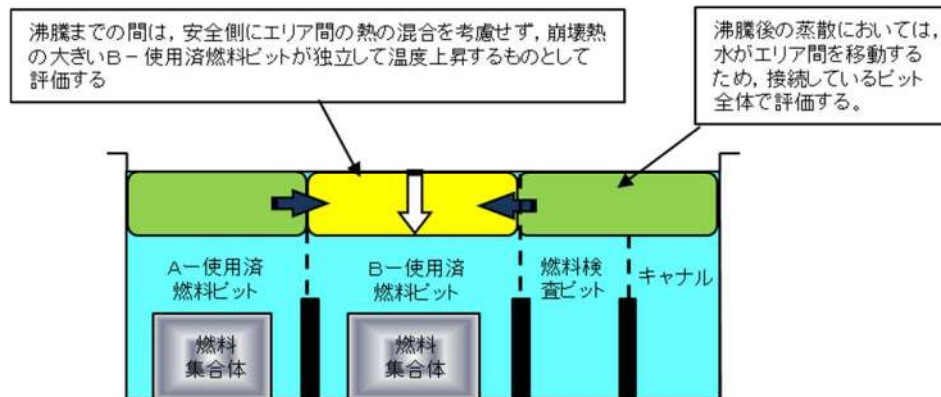 沸騰までの間は，安全側にエリア間の熱の混合を考慮せず，崩壊熱
の大きいB－使用済燃料ピットが独立して温度上昇するものとして
評価する
沸騰後の蒸散においては，
水がエリア間を移動する
ため，接続しているピット
全体で評価する。
A－使用済
燃料ピット
B－使用済
燃料ピット
燃料検
査ピット
キャナル
燃料
集合体
燃料
集合体